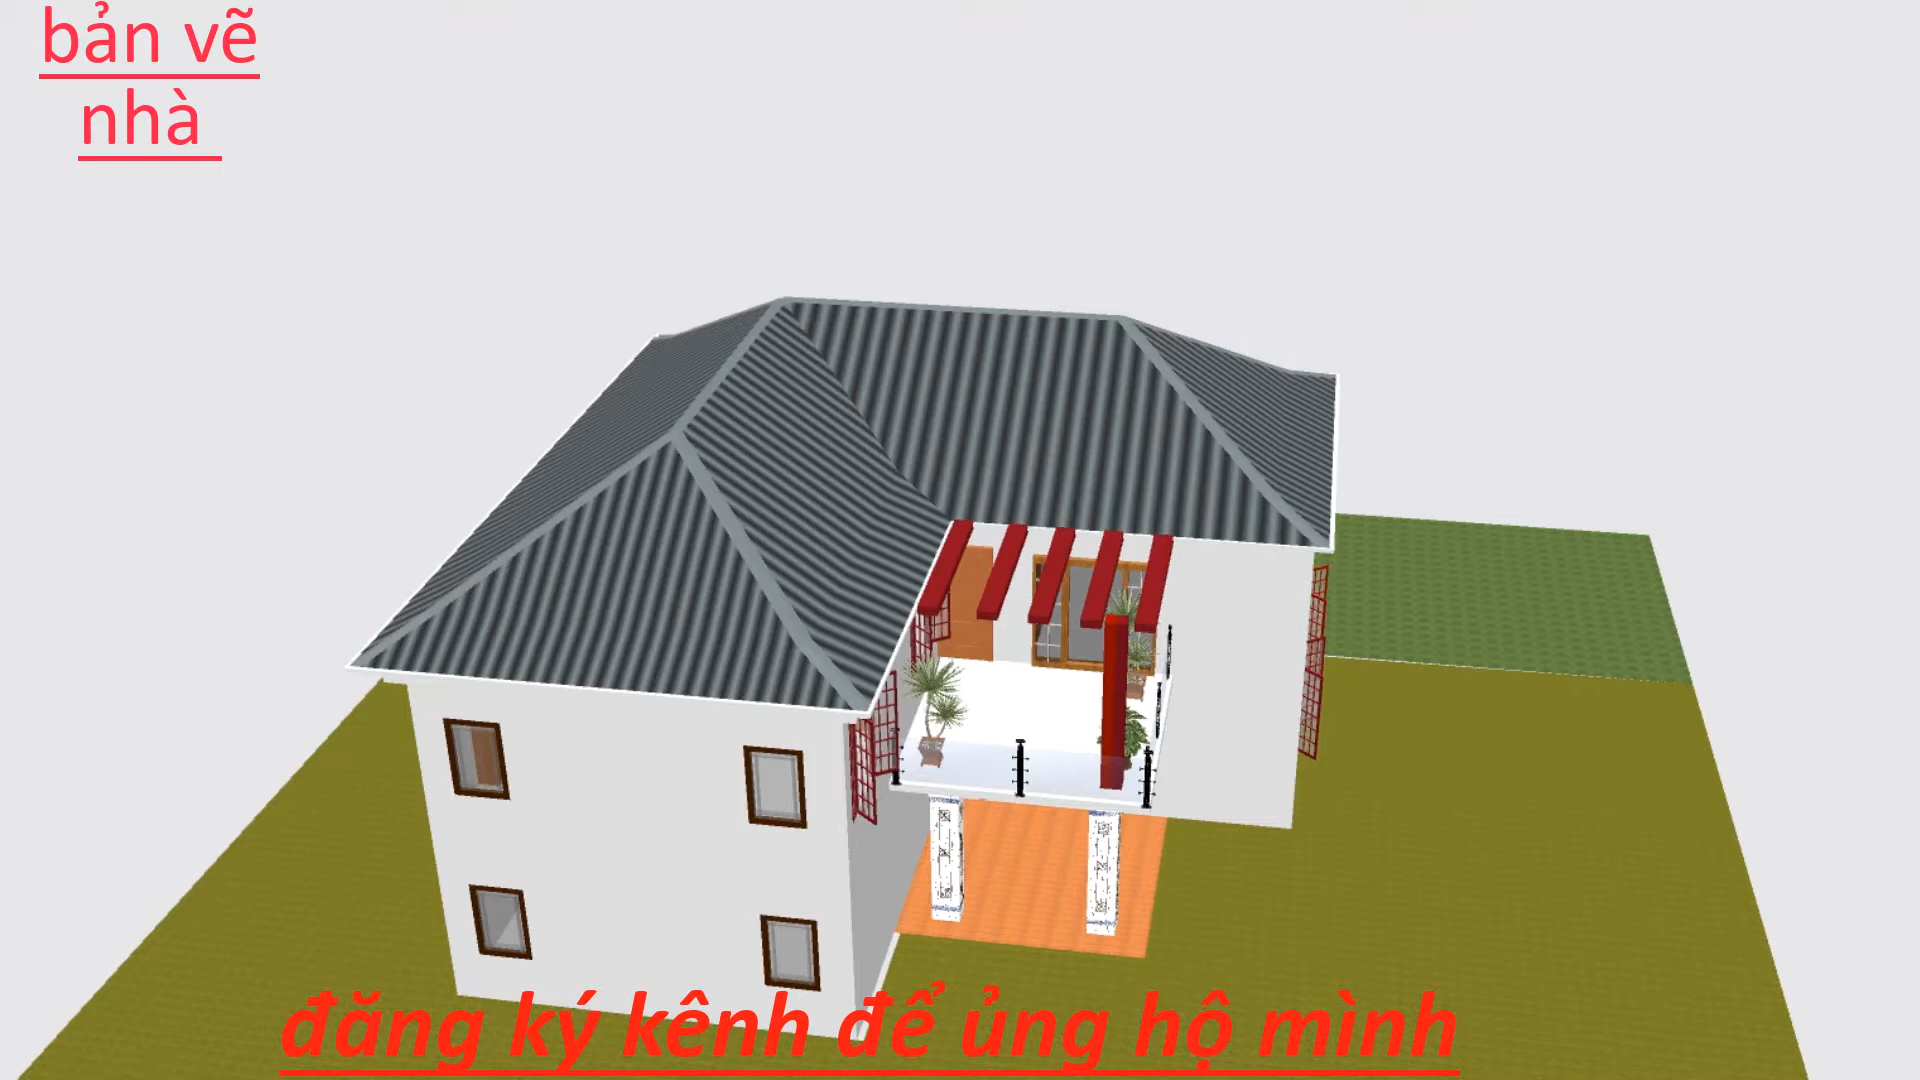 bản vẽ
nhà
đăng ký kênh để ủng hộ mình